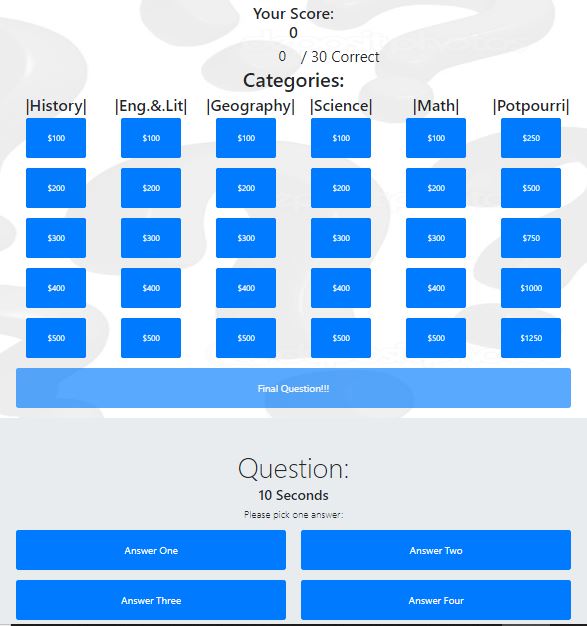 Your Score:
0
0 / 30 Correct
Categories:
|History| |Eng.&.Lit| |Geography| |Science| |Math| |Potpourri|
$100 $100 $100 $100 $100 $250
$200 $200 $200 $200 $200 $500
$300 $300 $300 $300 $300 $750
$400 $400 $400 $400 $400 $1000
$500 $500 $500 $500 $500 $1250
Final Question!!!
Question:
10 Seconds
Please pick one answer:
Answer One Answer Two
Answer Three Answer Four